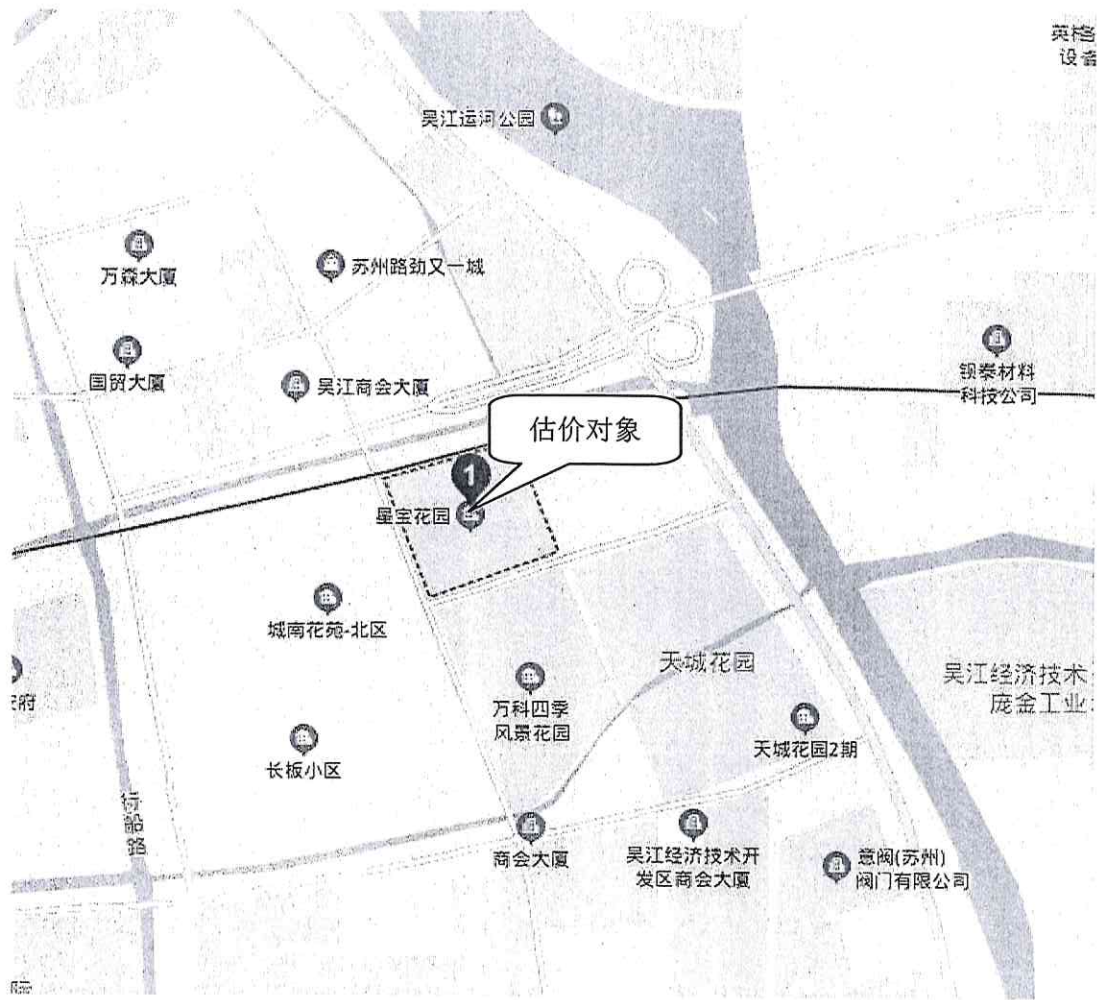 英格
设备
吴江运河公园
万森大厦
苏州路劲又一城
国贸大厦
吴江商会大厦
钡泰材料
科技公司
估价对象
1
星宝花园
城南花苑-北区
天城花园
吴江经济技术
庞金工业
府
万科四季
风景花园
天城花园2期
长板小区
行船路
商会大厦
吴江经济技术开
发区商会大厦
意阀(苏州)
阀门有限公司
际